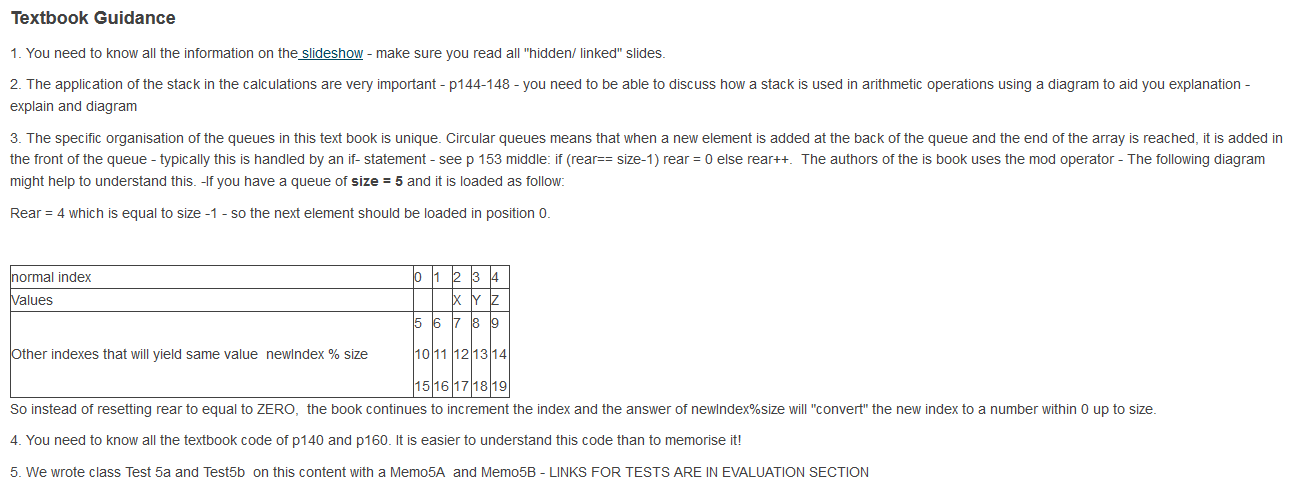 Textbook Guidance
1. You need to know all the information on the slideshow - make sure you read all "hidden/ linked" slides.
2. The application of the stack in the calculations are very important - p144-148 - you need to be able to discuss how a stack is used in arithmetic operations using a diagram to aid you explanation -
explain and diagram
3. The specific organisation of the queues in this text book is unique. Circular queues means that when a new element is added at the back of the queue and the end of the array is reached, it is added in
the front of the queue - typically this is handled by an if- statement - see p 153 middle: if (rear== size-1) rear = 0 else rear++.  The authors of the is book uses the mod operator - The following diagram
might help to understand this. -If you have a queue of size = 5 and it is loaded as follow:
Rear = 4 which is equal to size -1 - so the next element should be loaded in position 0.
normal index 0 1 2 3 4
Values X Y Z
5 6 7 8 9
Other indexes that will yield same value  newIndex % size 10 11 12 13 14
15 16 17 18 19
So instead of resetting rear to equal to ZERO,  the book continues to increment the index and the answer of newIndex%size will "convert" the new index to a number within 0 up to size.
4. You need to know all the textbook code of p140 and p160. It is easier to understand this code than to memorise it!
5. We wrote class Test 5a and Test5b  on this content with a Memo5A  and Memo5B - LINKS FOR TESTS ARE IN EVALUATION SECTION